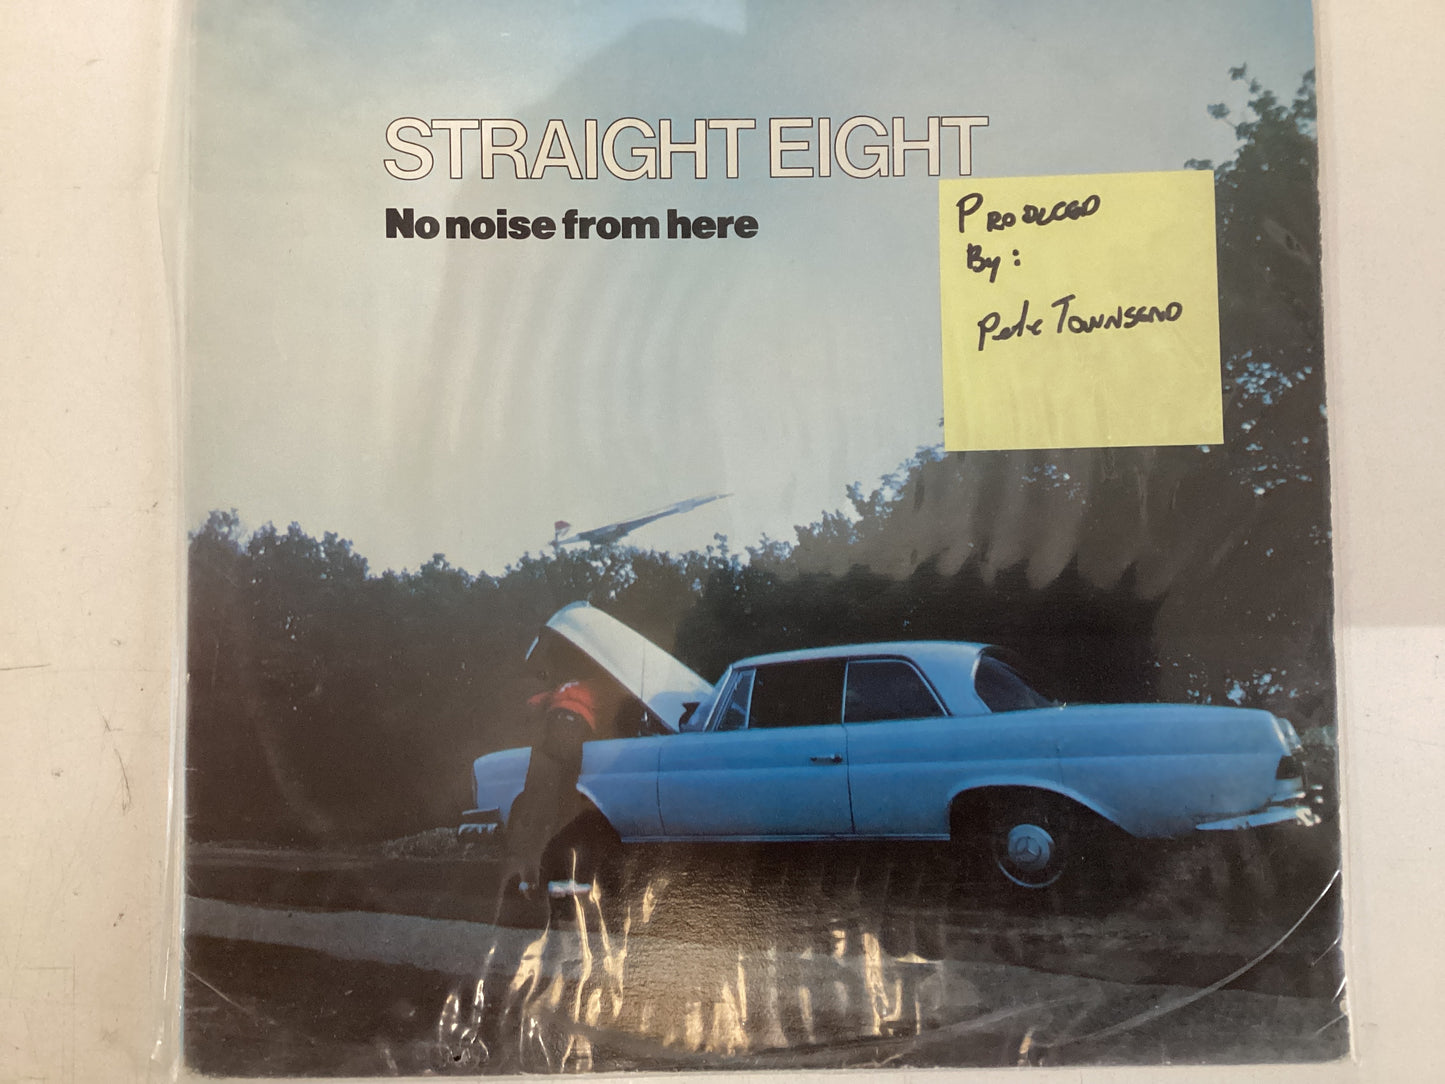 STRAIGHT EIGHT
No noise from here
PRODUCED
By:
Pete TOWNSEND